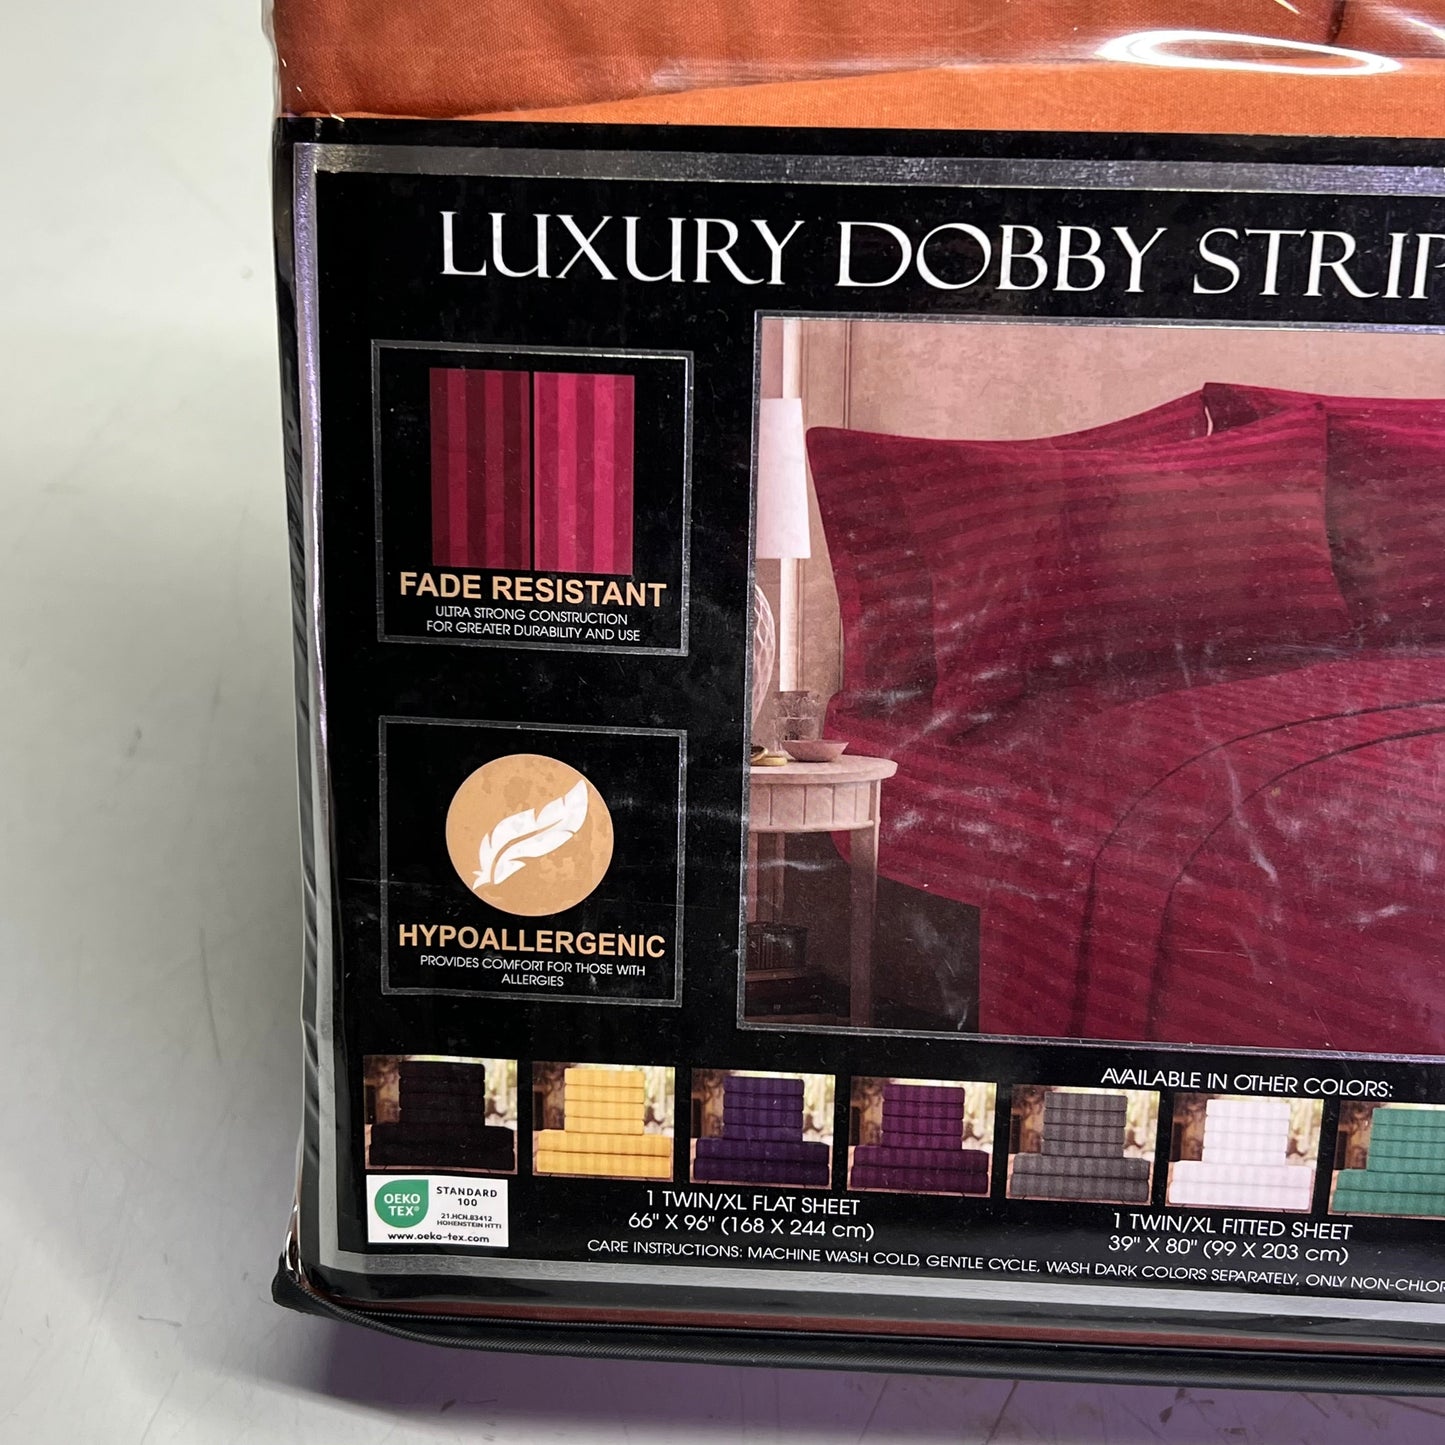 LUXURY DOBBY STRIP
FADE RESISTANT
ULTRA STRONG CONSTRUCTION
FOR GREATER DURABILITY AND USE
HYPOALLERGENIC
PROVIDES COMFORT FOR THOSE WITH
ALLERGIES
AVAILABLE IN OTHER COLORS:
OEKO
TEX®
STANDARD
100
21.HCN.83412
HOHENSTEIN HTTI
www.oeko-tex.com
1 TWIN/XL FLAT SHEET
66" X 96" (168 X 244 cm)
1 TWIN/XL FITTED SHEET
39" X 80" (99 X 203 cm)
CARE INSTRUCTIONS: MACHINE WASH COLD, GENTLE CYCLE, WASH DARK COLORS SEPARATELY, ONLY NON-CHLOR